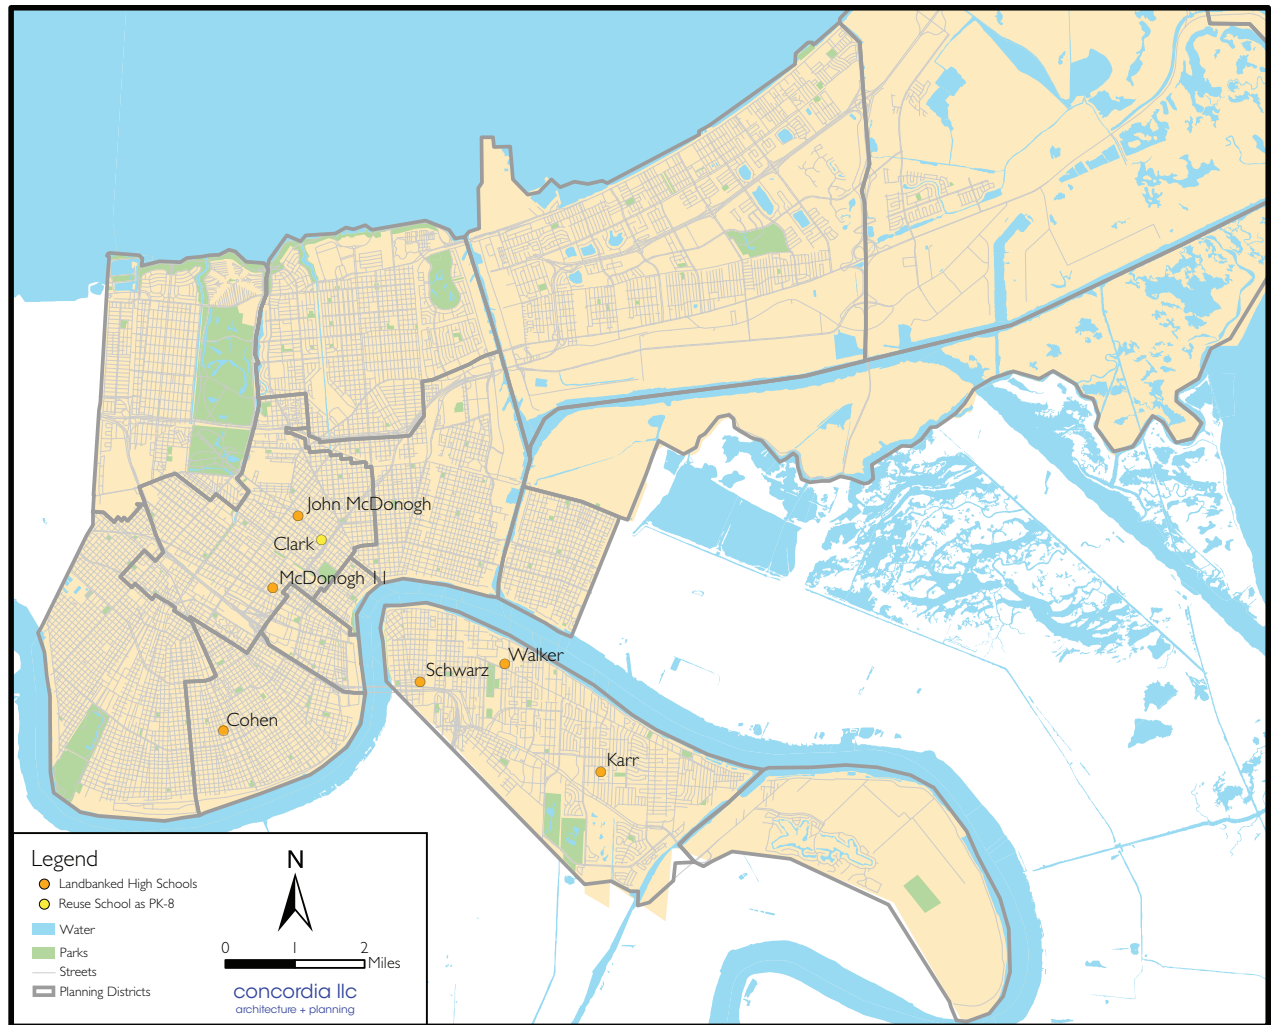 John McDonogh
Clark
McDonogh 11
Walker
Schwarz
Cohen
Karr
Legend
Landbanked High Schools
Reuse School as PK-8
Water
Parks
Streets
Planning Districts
N
0 1 2
Miles
concordia llc
architecture + planning